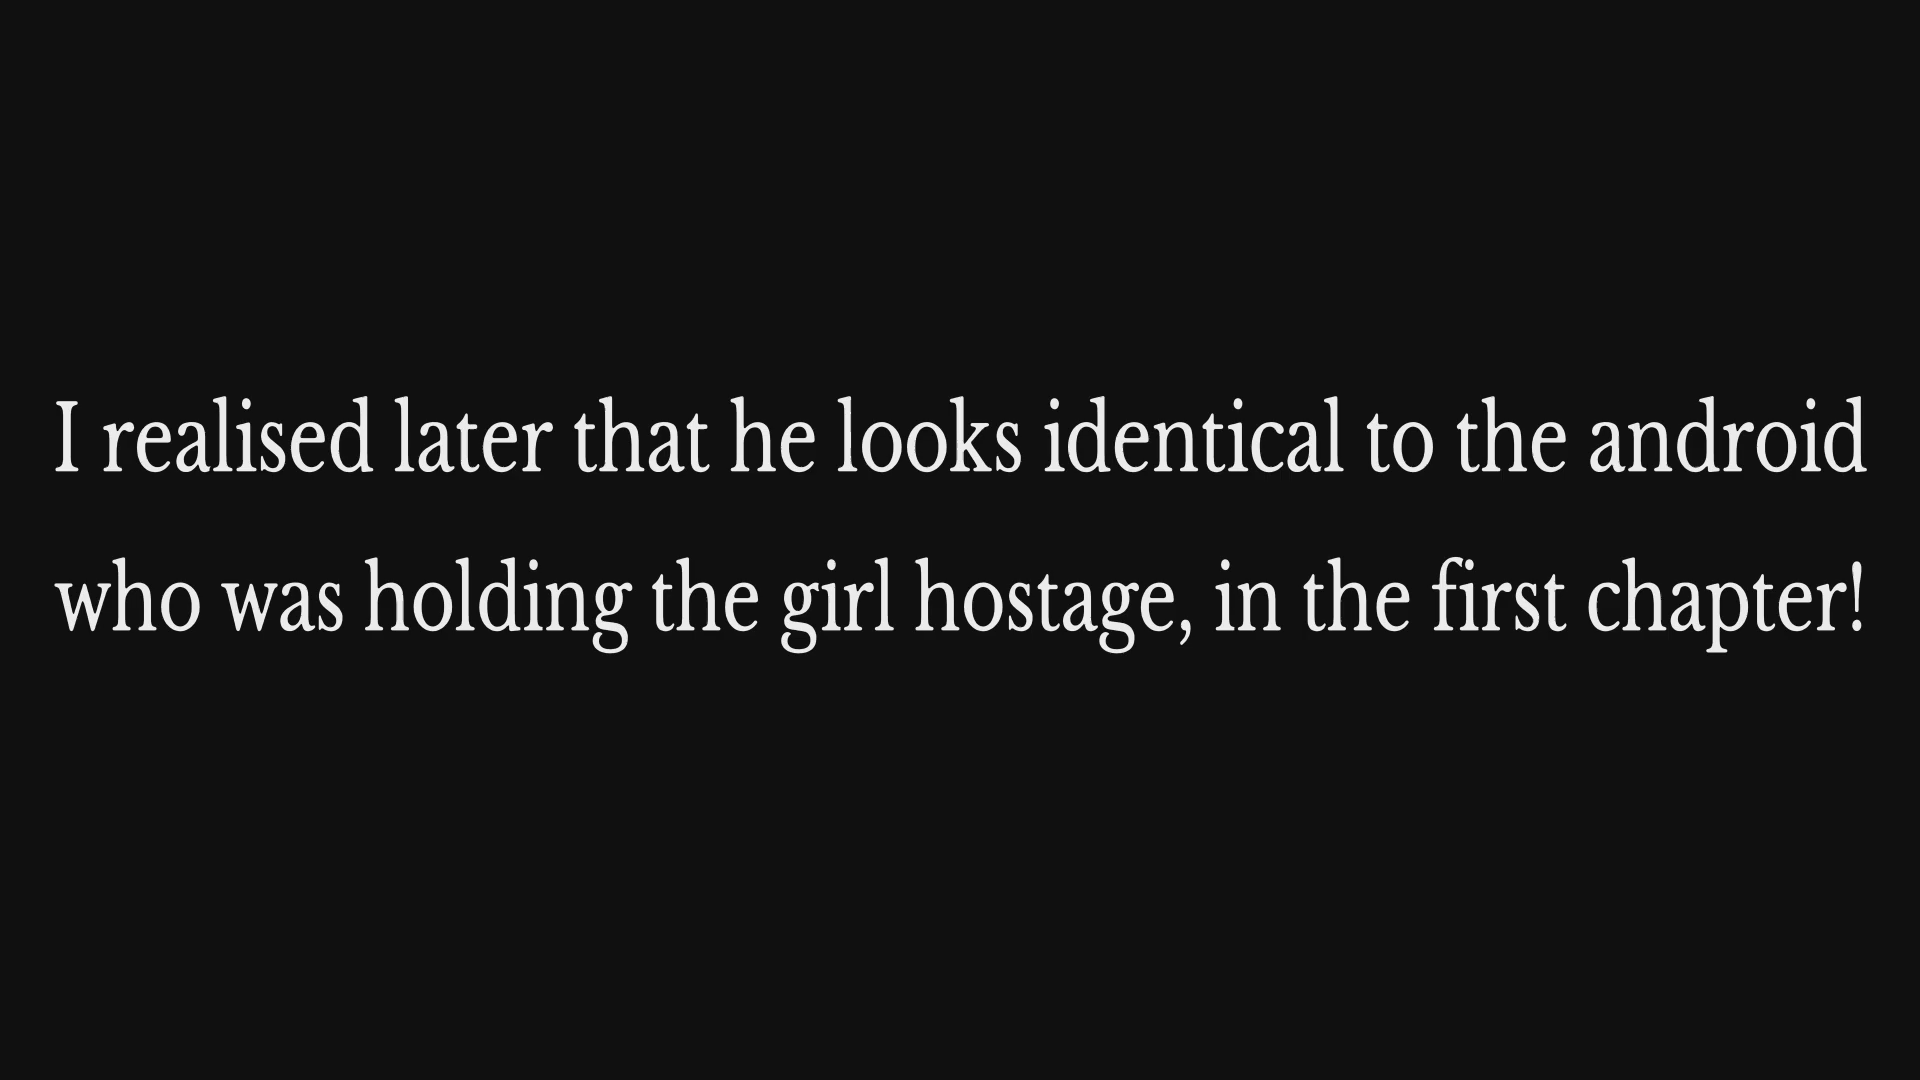 I realised later that he looks identical to the android
who was holding the girl hostage, in the first chapter!